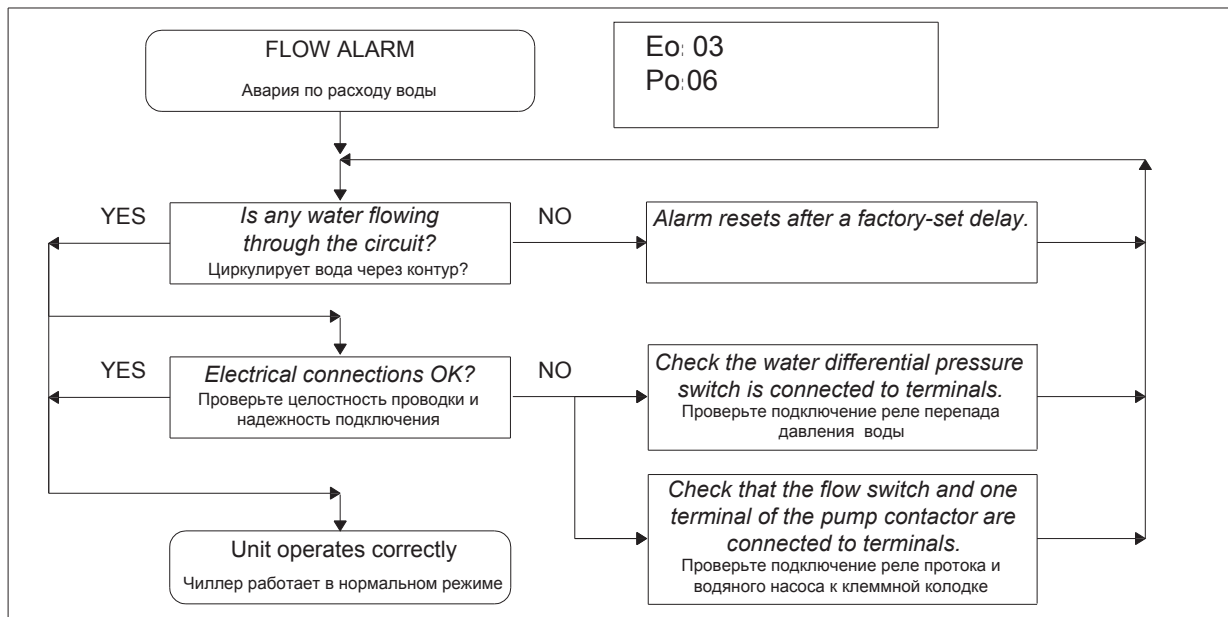 FLOW ALARM
Авария по расходу воды
Eo: 03
Po:06
YES
Is any water flowing
through the circuit?
Циркулирует вода через контур?
NO
Alarm resets after a factory-set delay.
YES
Electrical connections OK?
Проверьте целостность проводки и
надежность подключения
NO
Check the water differential pressure
switch is connected to terminals.
Проверьте подключение реле перепада
давления воды
Check that the flow switch and one
terminal of the pump contactor are
connected to terminals.
Проверьте подключение реле протока и
водяного насоса к клеммной колодке
Unit operates correctly
Чиллер работает в нормальном режиме